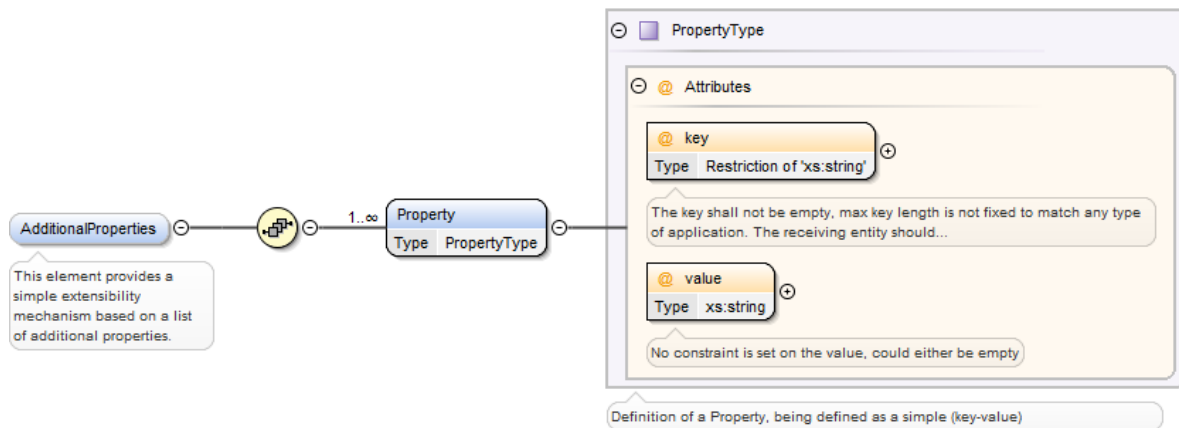 PropertyType
@ Attributes
@ key
Type Restriction of 'xs:string'
The key shall not be empty, max key length is not fixed to match any type
of application. The receiving entity should...
AdditionalProperties
1..∞
Property
Type PropertyType
This element provides a
simple extensibility
mechanism based on a list
of additional properties.
@ value
Type xs:string
No constraint is set on the value, could either be empty
Definition of a Property, being defined as a simple (key-value)